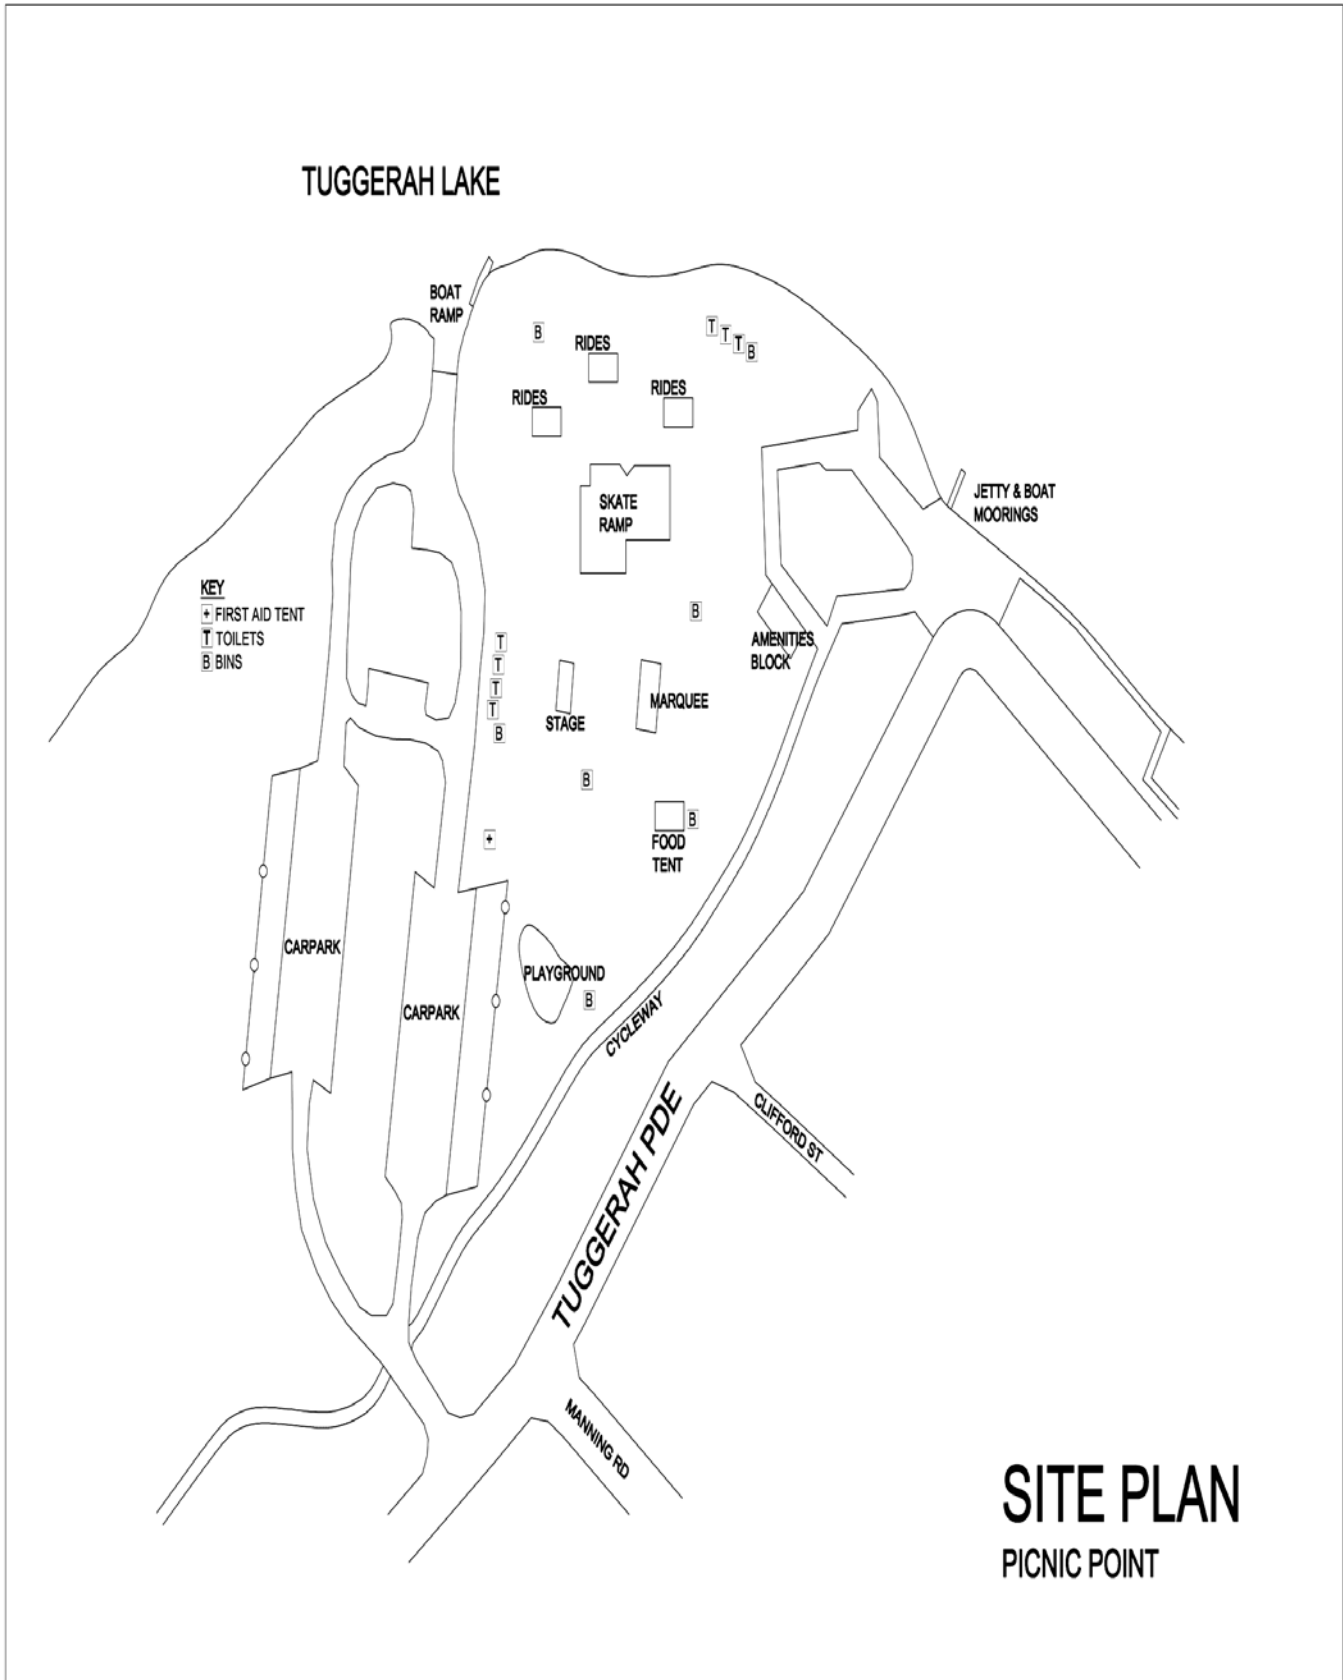 TUGGERAH LAKE
BOAT
RAMP
B
RIDES
T
T
T
B
RIDES
RIDES
SKATE
RAMP
JETTY & BOAT
MOORINGS
KEY
+ FIRST AID TENT
T TOILETS
B BINS
B
T
T
T
T
B
AMENITIES
BLOCK
STAGE
MARQUEE
B
B
FOOD
TENT
+
CARPARK
CARPARK
PLAYGROUND
B
CYCLEWAY
TUGGERAH PDE
CLIFFORD ST
MANNING RD
SITE PLAN
PICNIC POINT